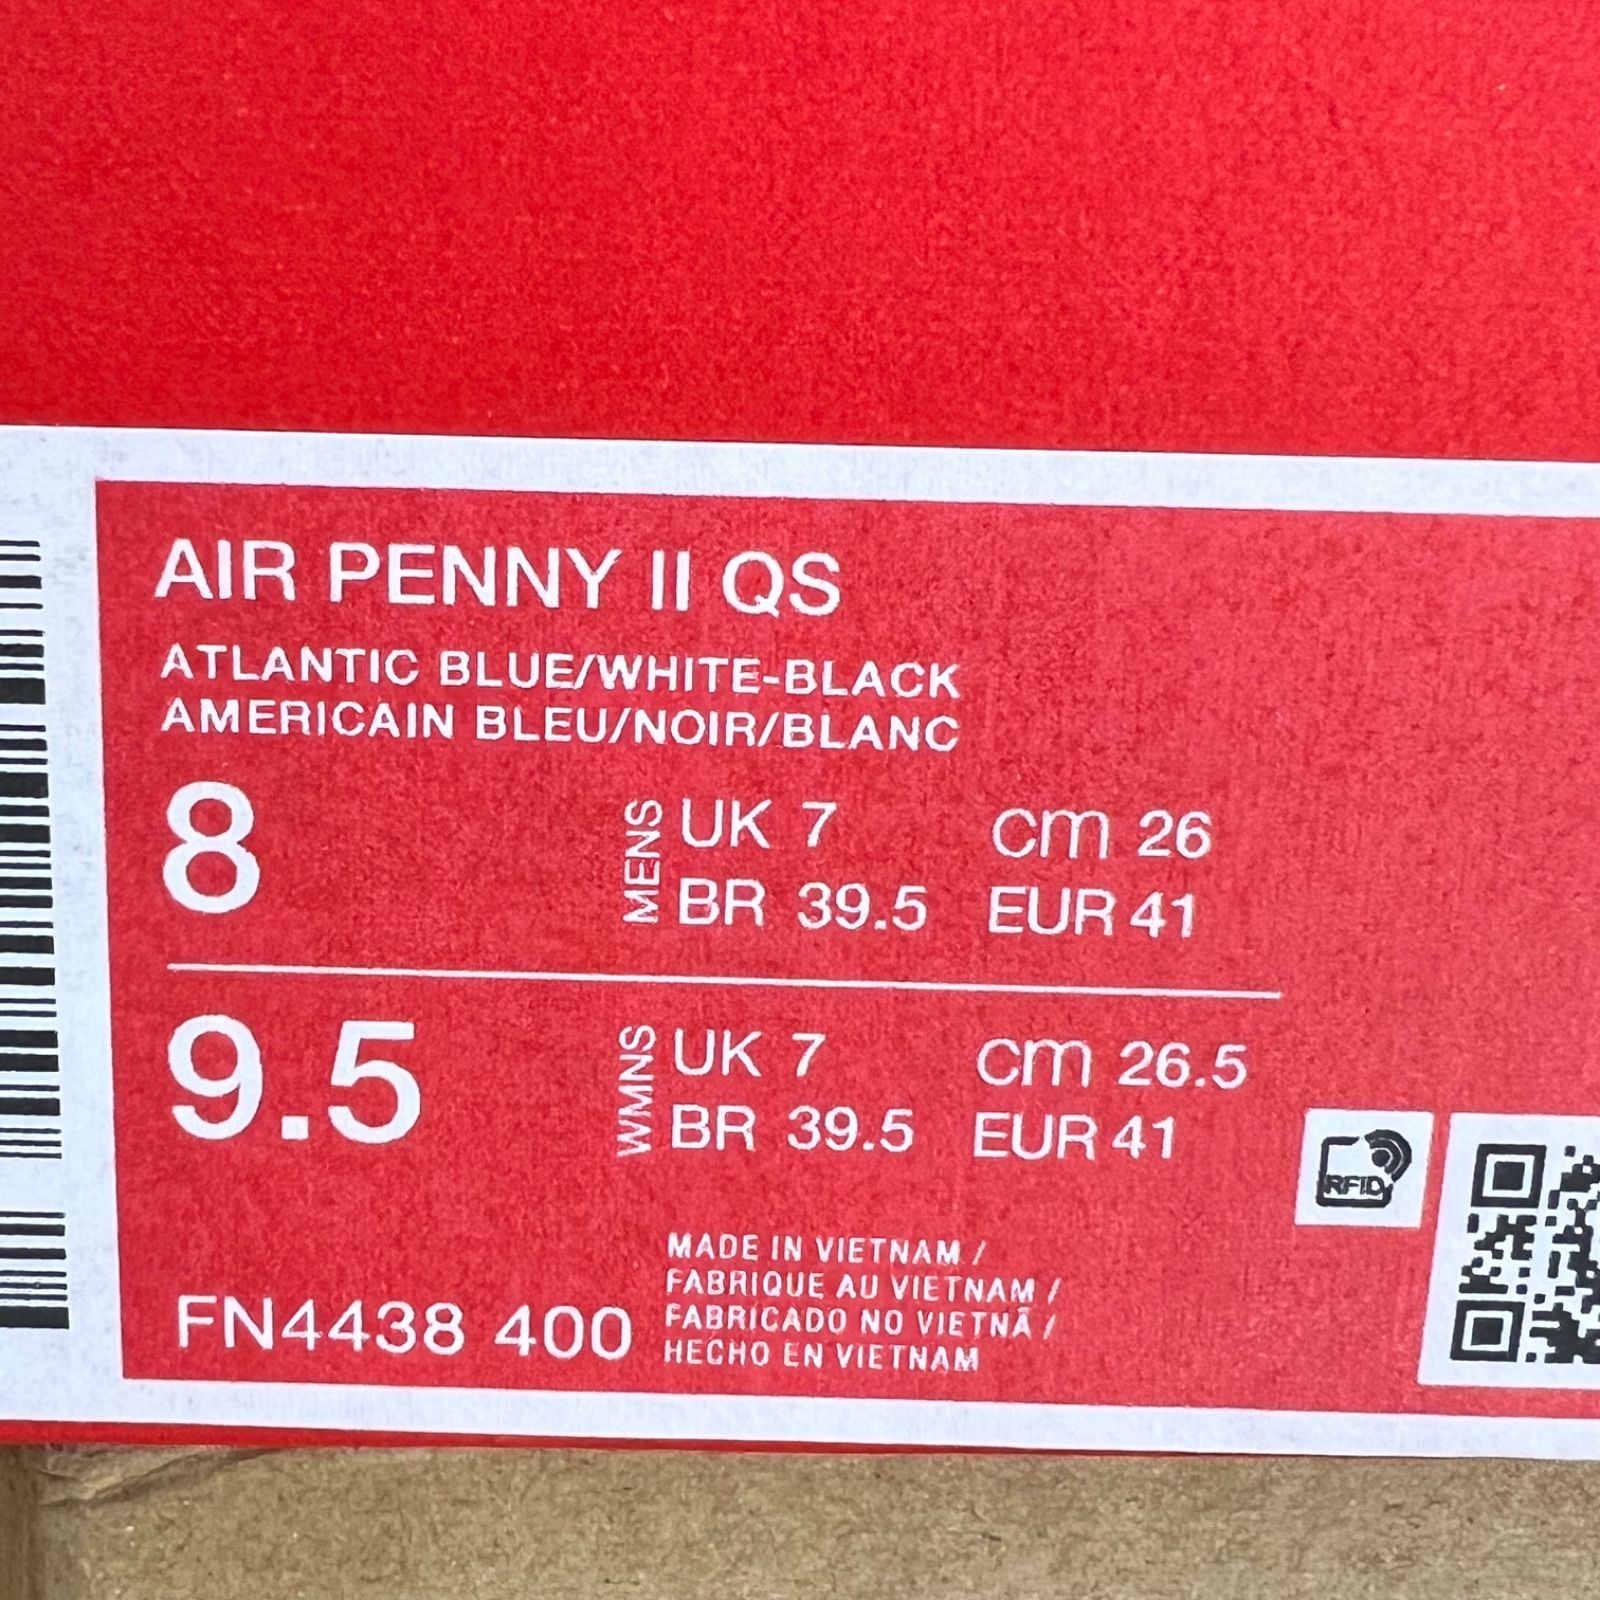 AIR PENNY II QS
ATLANTIC BLUE/WHITE-BLACK
AMERICAIN BLEU/NOIR/BLANC
8 MENS UK 7 cm 26
BR 39.5 EUR 41
9.5 WMNS UK 7 cm 26.5
BR 39.5 EUR 41
RFID
FN4438 400
MADE IN VIETNAM /
FABRIQUE AU VIETNAM /
FABRICADO NO VIETNÃ /
HECHO EN VIETNAM